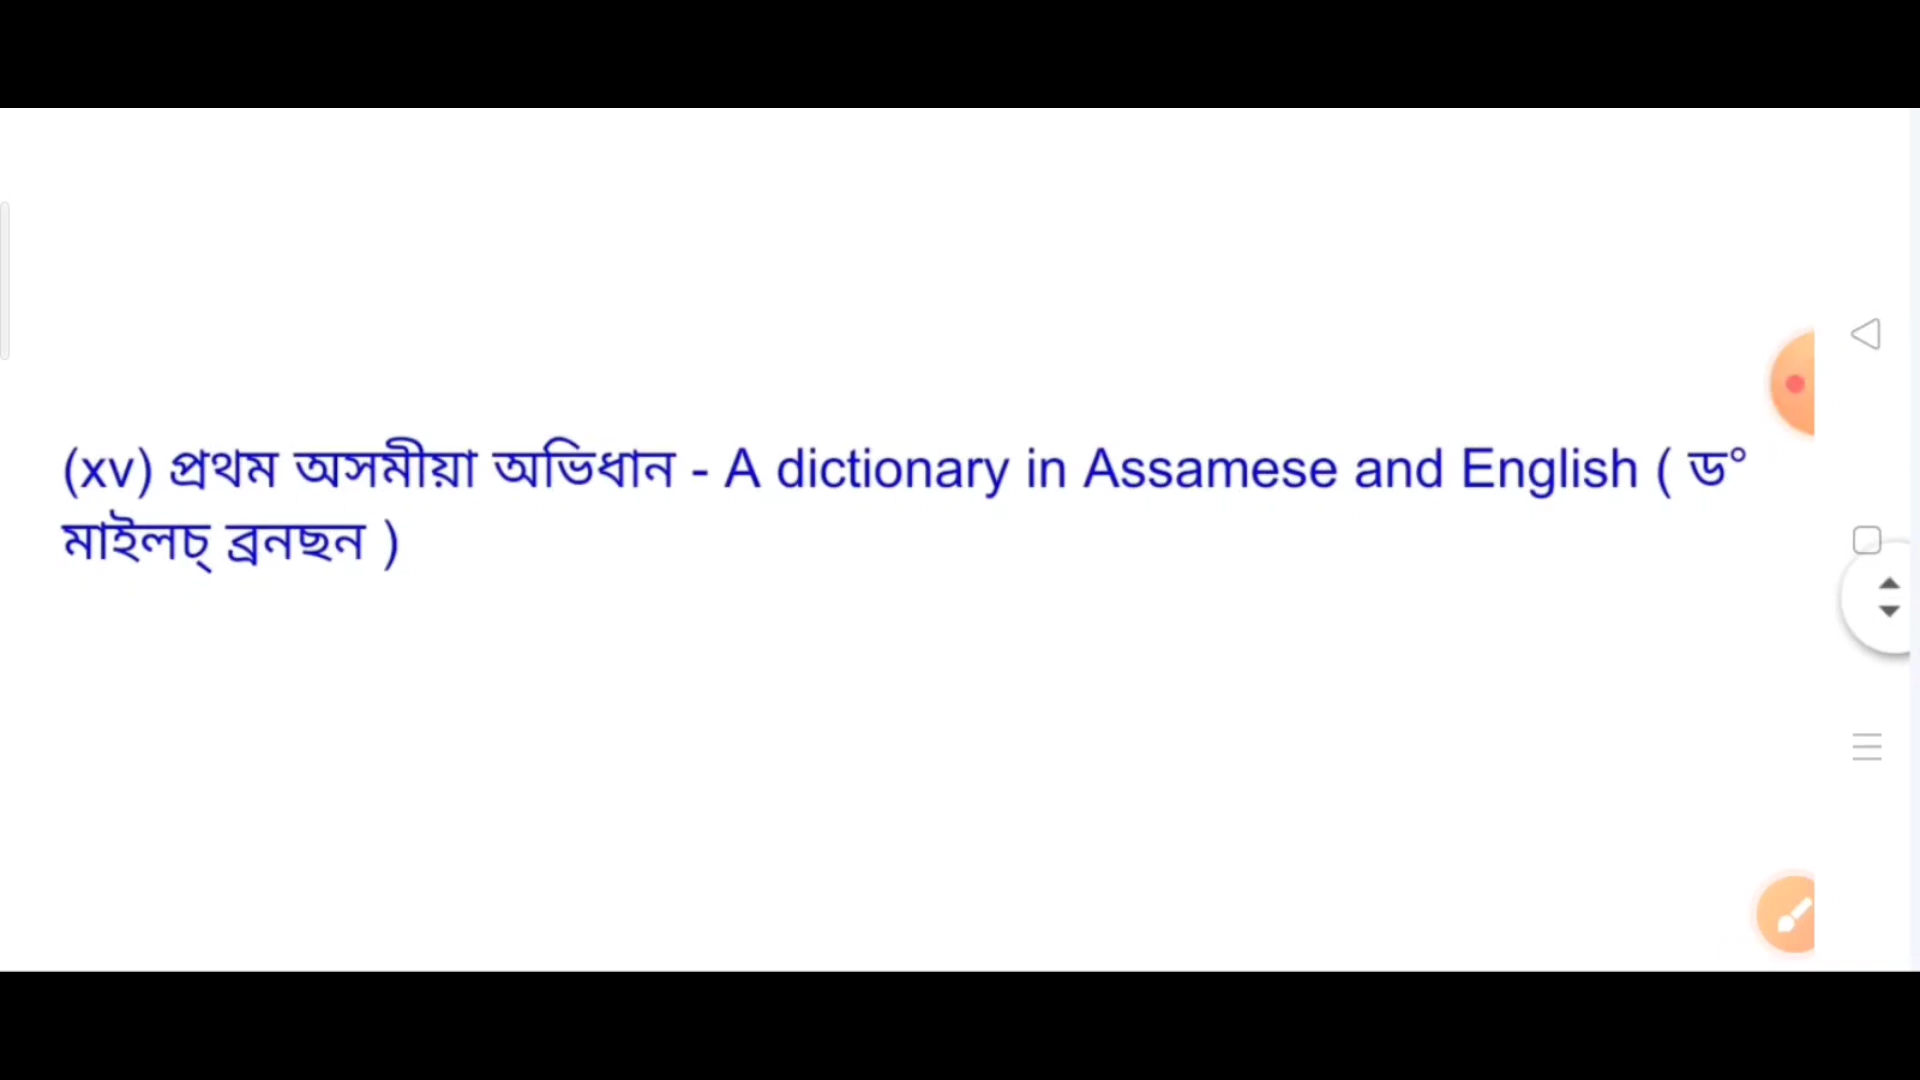 (xv) প্ৰথম অসমীয়া অভিধান - A dictionary in Assamese and English ( ড°
মাইলচ্ ব্ৰনছন )